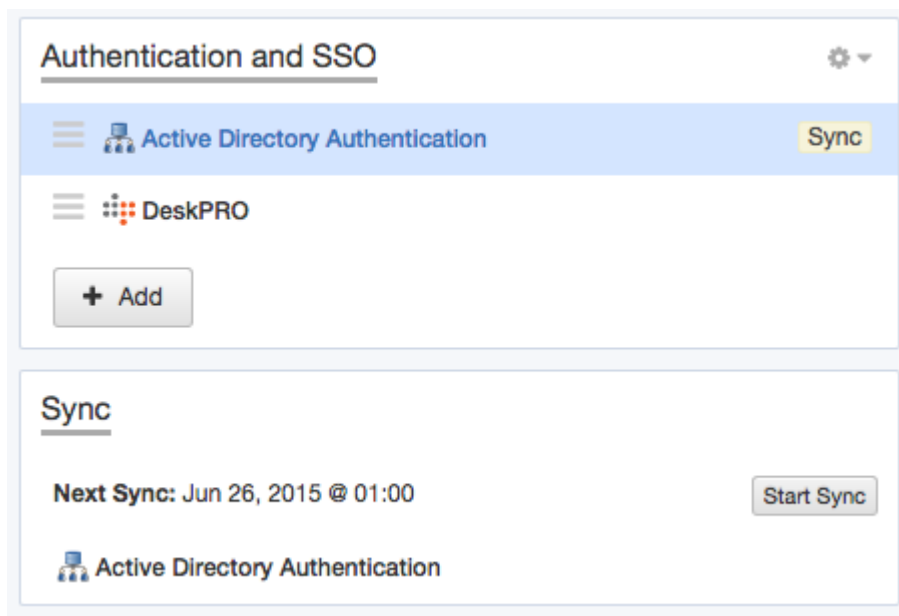 Authentication and SSO
Active Directory Authentication Sync
DeskPRO
+ Add
Sync
Next Sync: Jun 26, 2015 @ 01:00 Start Sync
Active Directory Authentication